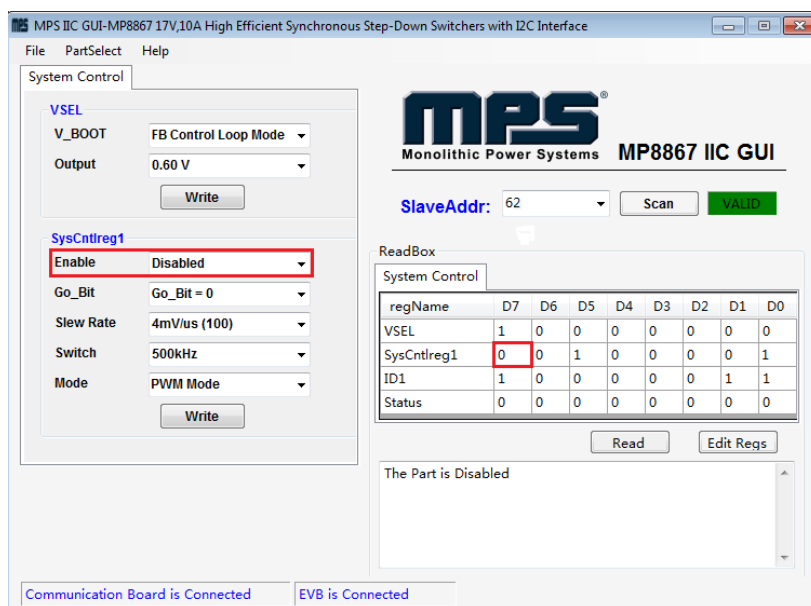 mps MPS IIC GUI-MP8867 17V,10A High Efficient Synchronous Step-Down Switchers with I2C Interface
File PartSelect Help
System Control
VSEL
V_BOOT FB Control Loop Mode
Output 0.60 V
Write
SysCntlreg1
Enable Disabled
Go_Bit Go_Bit = 0
Slew Rate 4mV/us (100)
Switch 500kHz
Mode PWM Mode
Write
mps®
Monolithic Power Systems MP8867 IIC GUI
SlaveAddr: 62 Scan VALID
ReadBox
System Control
regName D7 D6 D5 D4 D3 D2 D1 D0
VSEL 1 0 0 0 0 0 0 0
SysCntlreg1 0 0 1 0 0 0 0 1
ID1 1 0 0 0 0 0 1 1
Status 0 0 0 0 0 0 0 0
Read Edit Regs
The Part is Disabled
Communication Board is Connected EVB is Connected